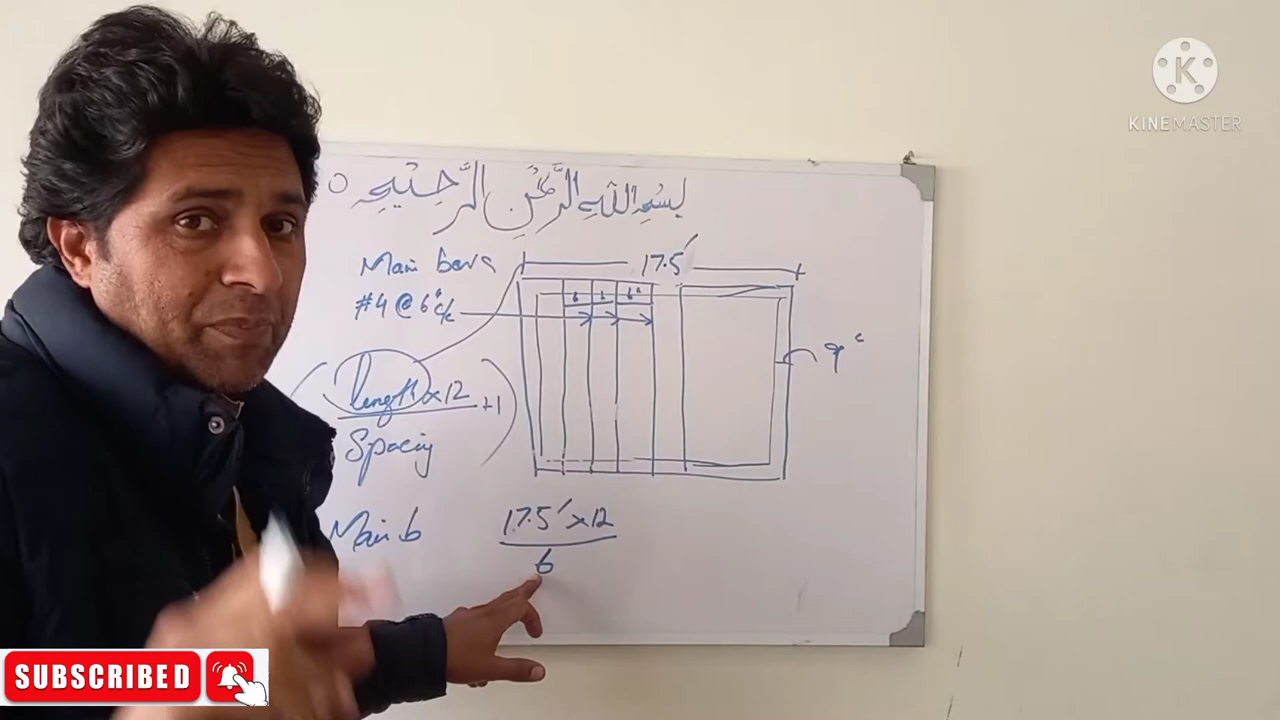 بسم الله الرحمن الرحيم
Main bars
17.5'
#4 @ 6" c/c
6 6 6"
9"
length x 12
+1
Spacing
Main b
17.5' x 12
6
K
KINEMASTER
SUBSCRIBED